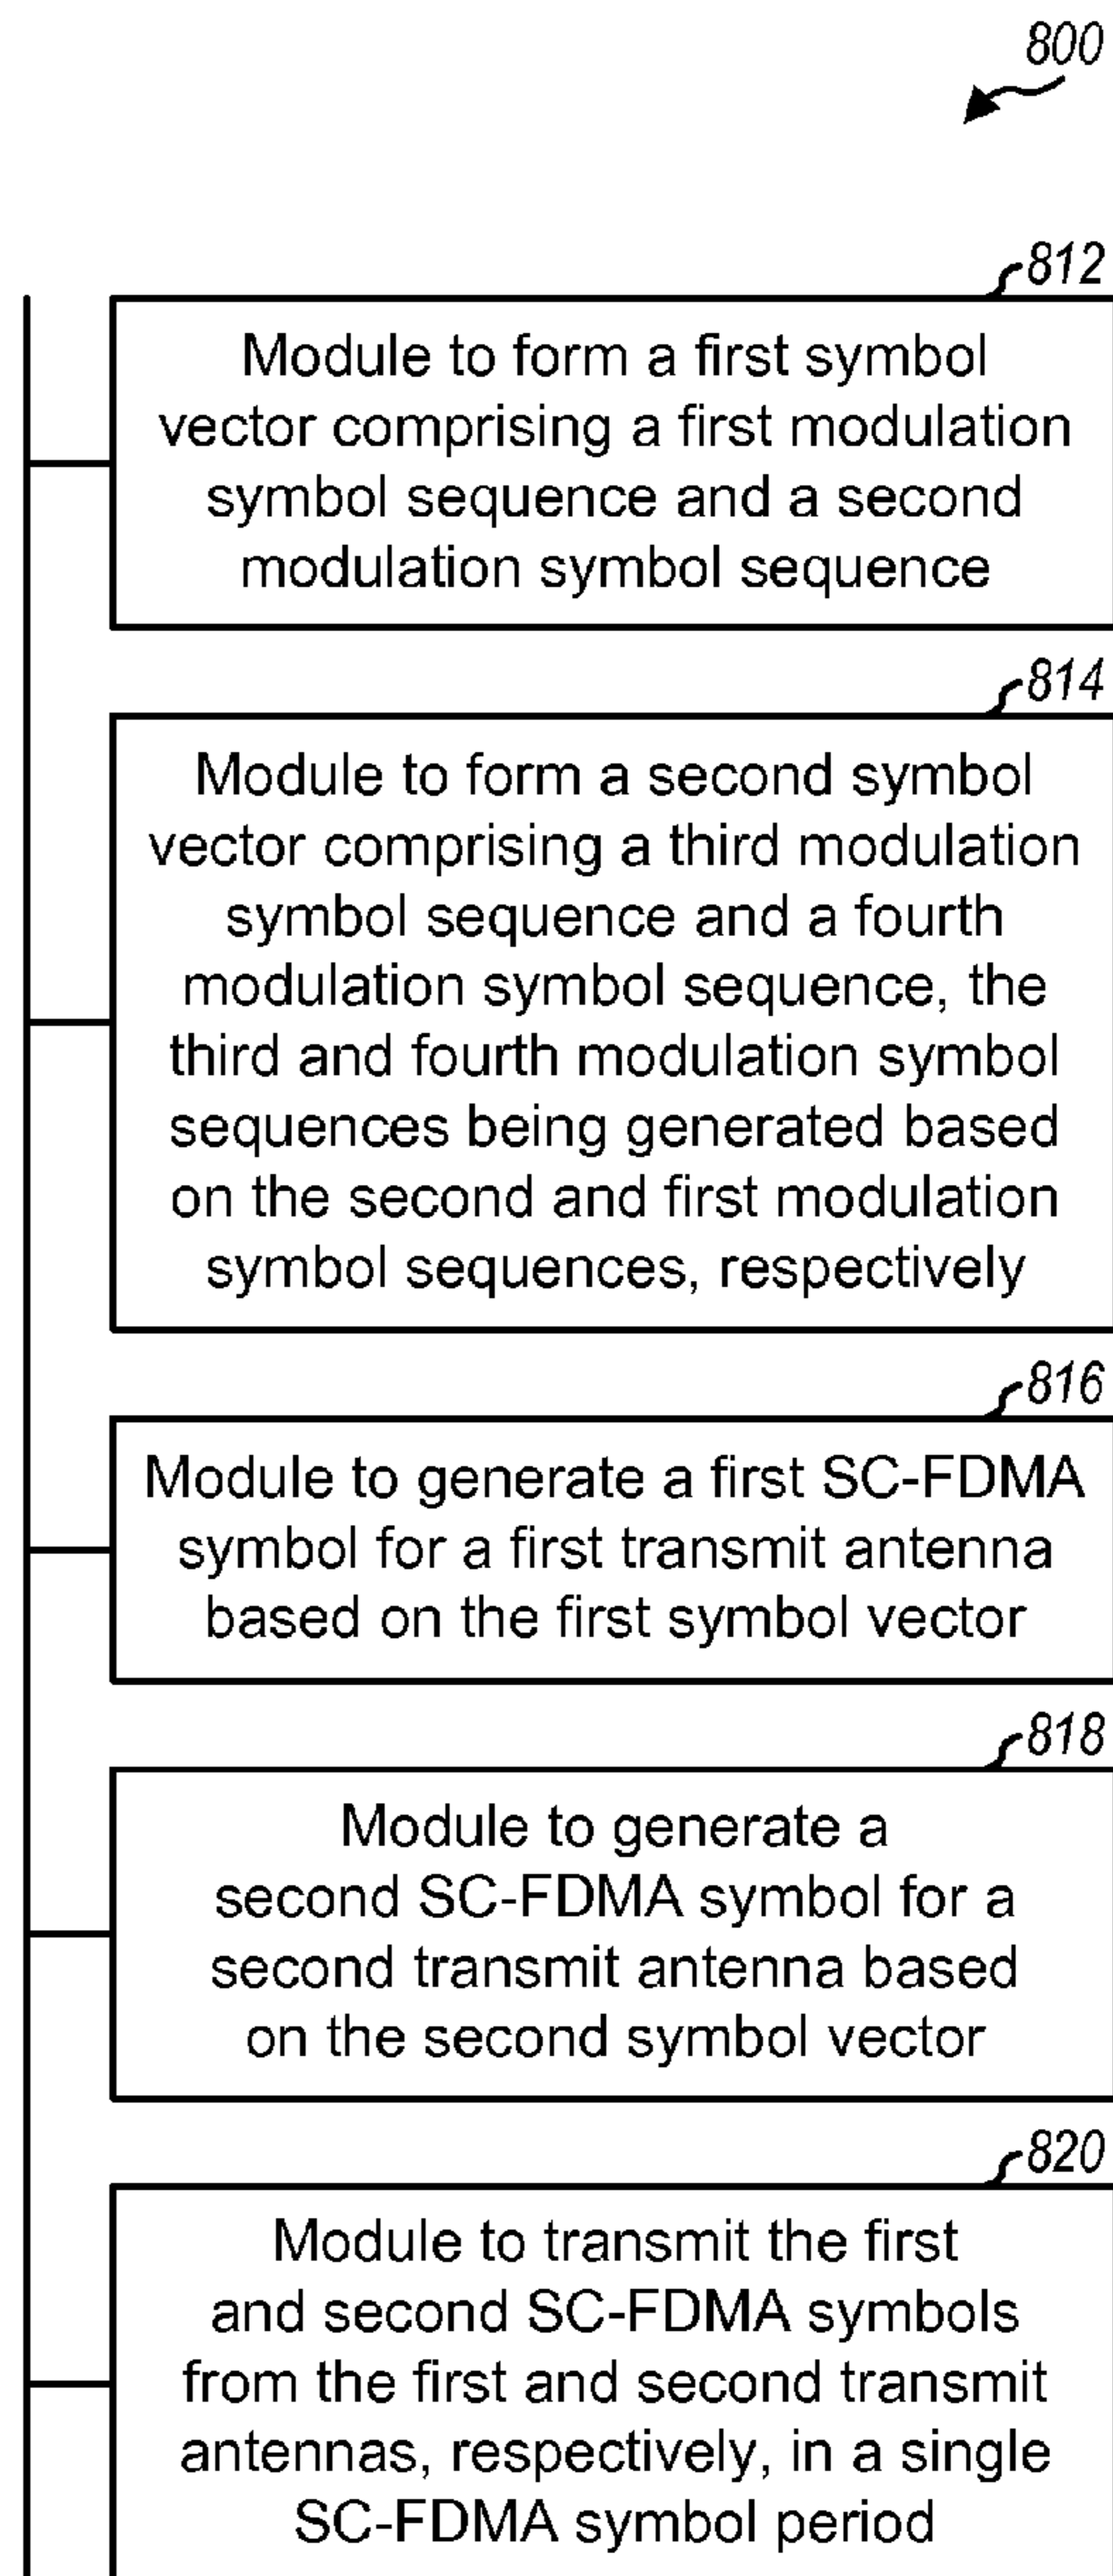 800
812
Module to form a first symbol
vector comprising a first modulation
symbol sequence and a second
modulation symbol sequence
814
Module to form a second symbol
vector comprising a third modulation
symbol sequence and a fourth
modulation symbol sequence, the
third and fourth modulation symbol
sequences being generated based
on the second and first modulation
symbol sequences, respectively
816
Module to generate a first SC-FDMA
symbol for a first transmit antenna
based on the first symbol vector
818
Module to generate a
second SC-FDMA symbol for a
second transmit antenna based
on the second symbol vector
820
Module to transmit the first
and second SC-FDMA symbols
from the first and second transmit
antennas, respectively, in a single
SC-FDMA symbol period